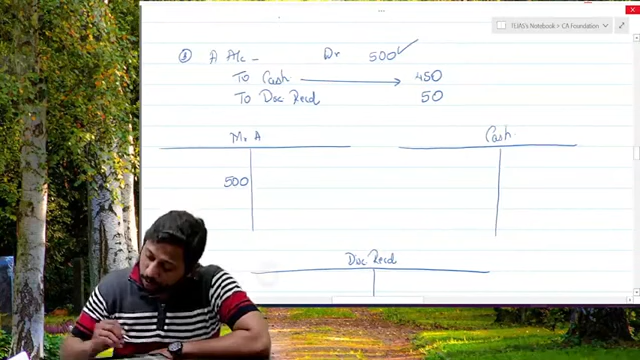 TEJAS's Notebook > CA Foundation
③ A A/c - Dr 500 ✓
To Cash → 450
To Disc Recd 50
Mr. A
Cash
500
Disc. Recd